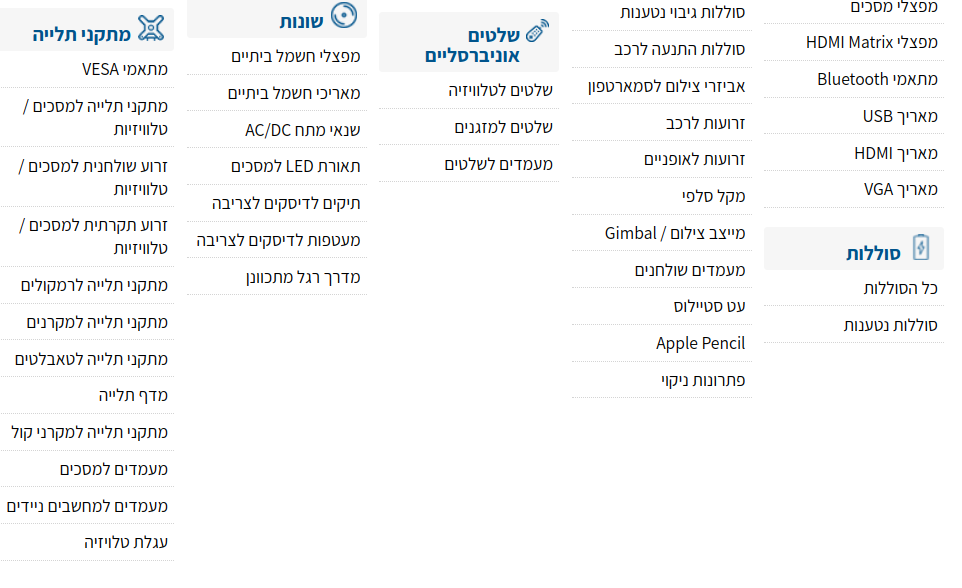 מפצלי מסכים
מפצלי HDMI Matrix
מתאמי Bluetooth
מאריך USB
מאריך HDMI
מאריך VGA
סוללות
כל הסוללות
סוללות נטענות
סוללות גיבוי נטענות
סוללות התנעה לרכב
אביזרי צילום לסמארטפון
זרועות לרכב
זרועות לאופניים
מקל סלפי
מייצב צילום / Gimbal
מעמדים שולחנים
עט סטיילוס
Apple Pencil
פתרונות ניקוי
שלטים
אוניברסליים
שלטים לטלוויזיה
שלטים למזגנים
מעמדים לשלטים
שונות
מפצלי חשמל ביתיים
מאריכי חשמל ביתיים
שנאי מתח AC/DC
תאורת LED למסכים
תיקים לדיסקים לצריבה
מעטפות לדיסקים לצריבה
מדרך רגל מתכוונן
מתקני תלייה
מתאמי VESA
מתקני תלייה למסכים /
טלוויזיות
זרוע שולחנית למסכים /
טלוויזיות
זרוע תקרתית למסכים /
טלוויזיות
מתקני תלייה לרמקולים
מתקני תלייה למקרנים
מתקני תלייה לטאבלטים
מדף תלייה
מתקני תלייה למקרני קול
מעמדים למסכים
מעמדים למחשבים ניידים
עגלת טלויזיה